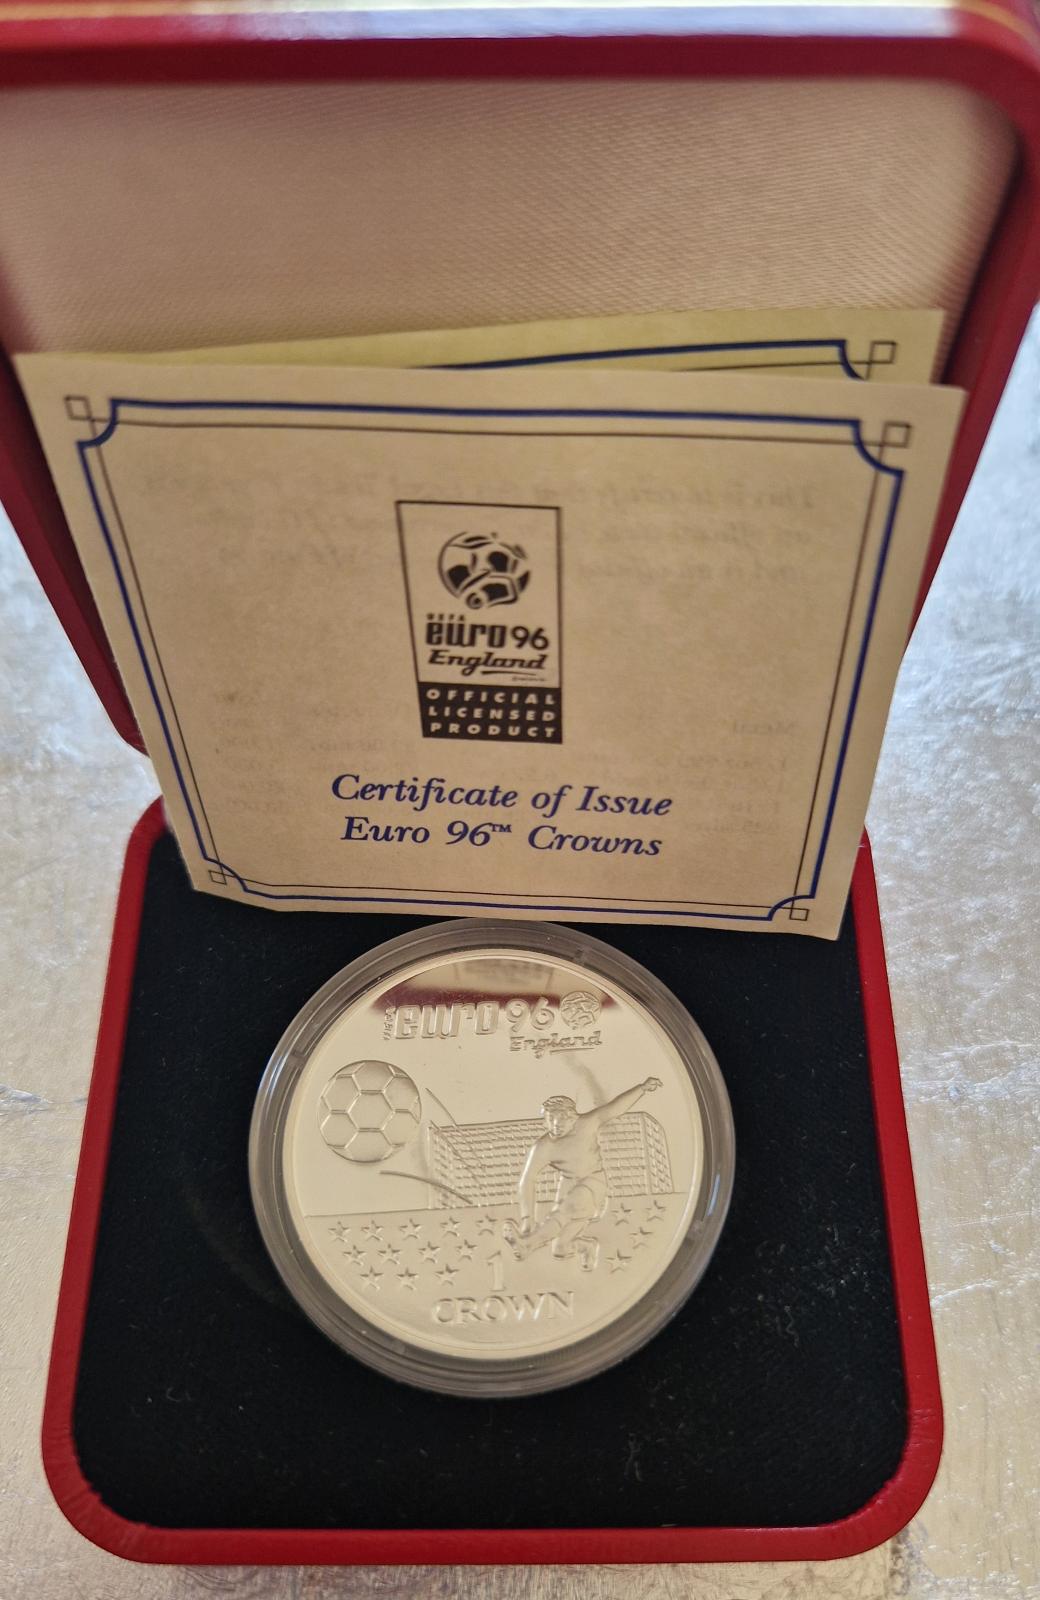 UEFA
euro 96
England
OFFICIAL
LICENSED
PRODUCT
Certificate of Issue
Euro 96™ Crowns
euro 96
England
1
CROWN